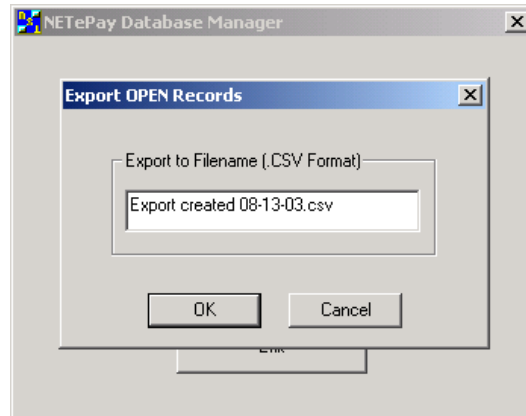 NETePay Database Manager
Export OPEN Records
Export to Filename (.CSV Format)
Export created 08-13-03.csv
OK
Cancel